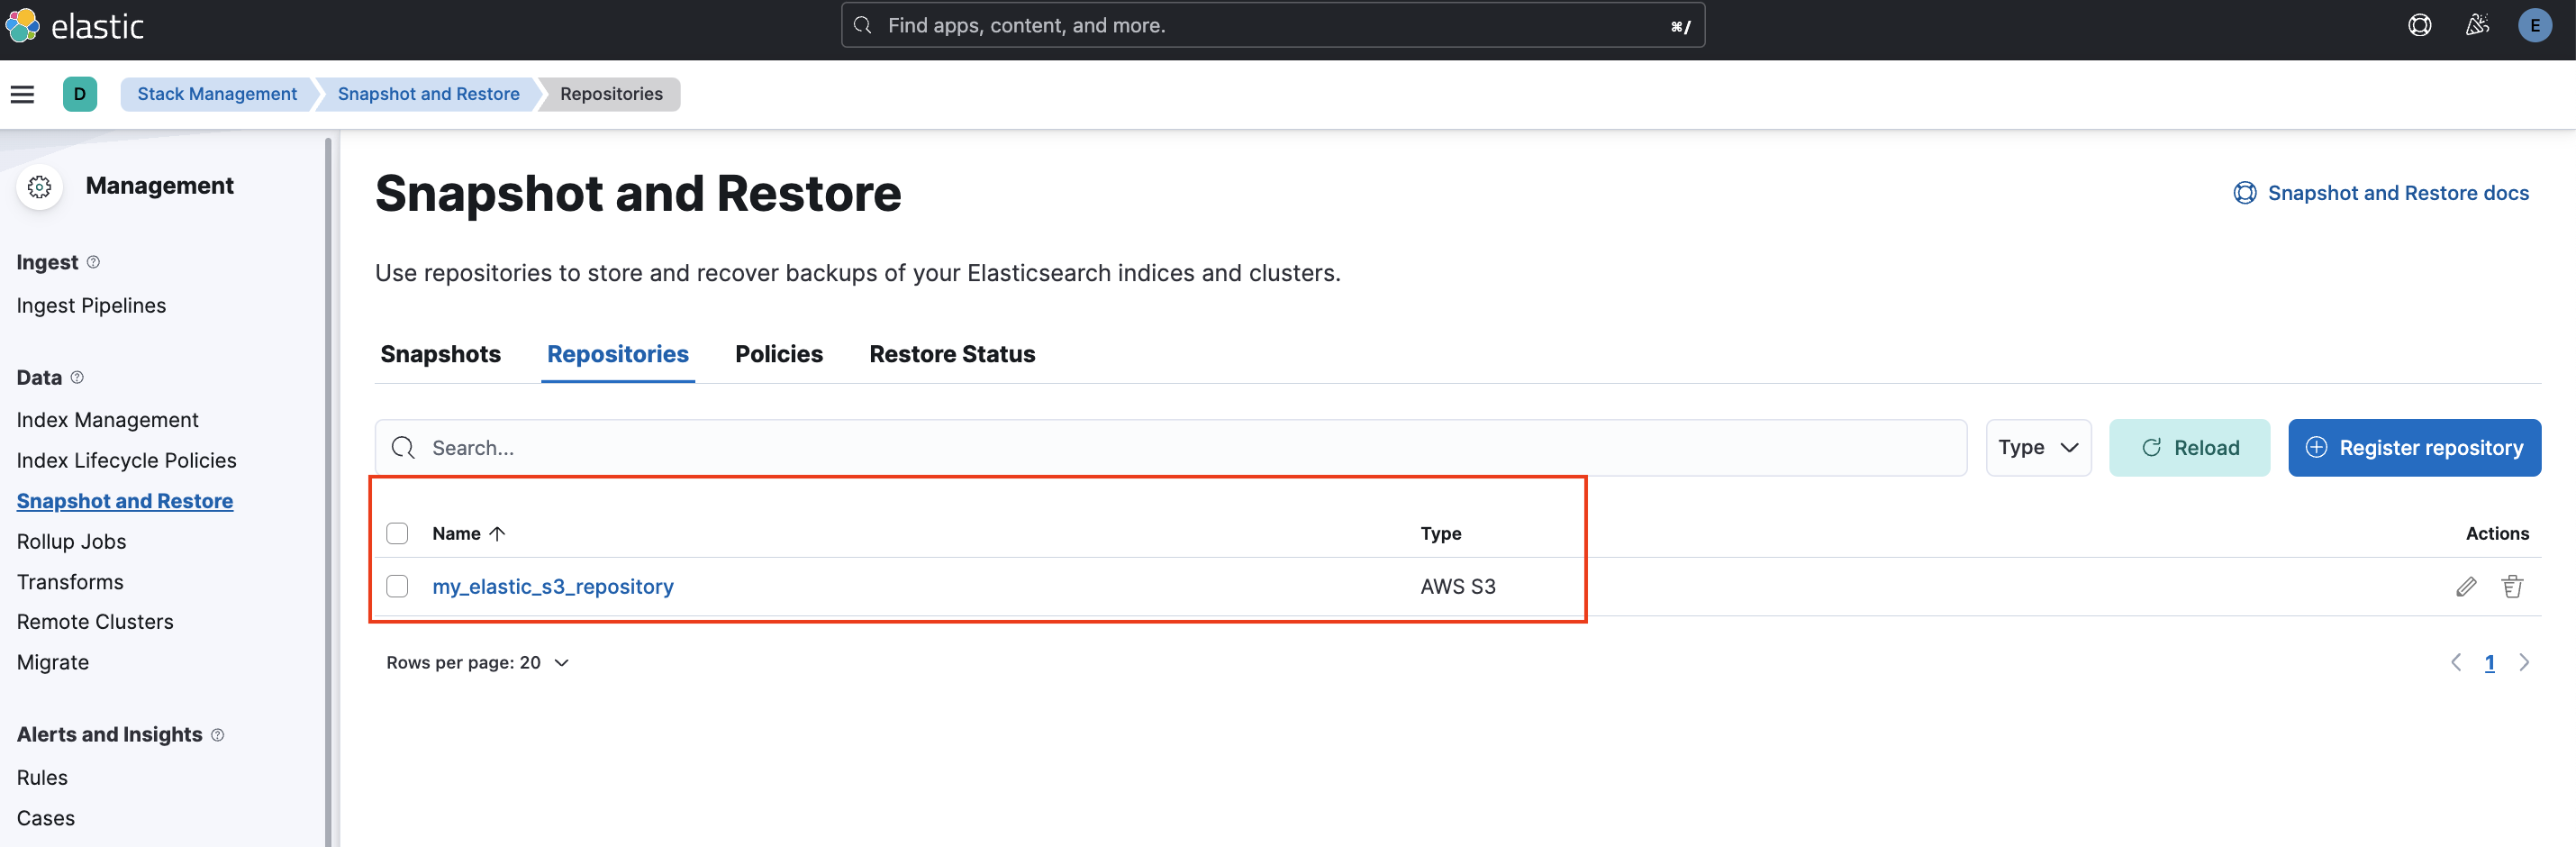 elastic
Find apps, content, and more.
⌘/
E
D
Stack Management
Snapshot and Restore
Repositories
Management
Ingest
Ingest Pipelines
Data
Index Management
Index Lifecycle Policies
Snapshot and Restore
Rollup Jobs
Transforms
Remote Clusters
Migrate
Alerts and Insights
Rules
Cases
Snapshot and Restore
Snapshot and Restore docs
Use repositories to store and recover backups of your Elasticsearch indices and clusters.
Snapshots Repositories Policies Restore Status
Search...
Type
Reload
Register repository
Name Type Actions
my_elastic_s3_repository AWS S3
Rows per page: 20
1